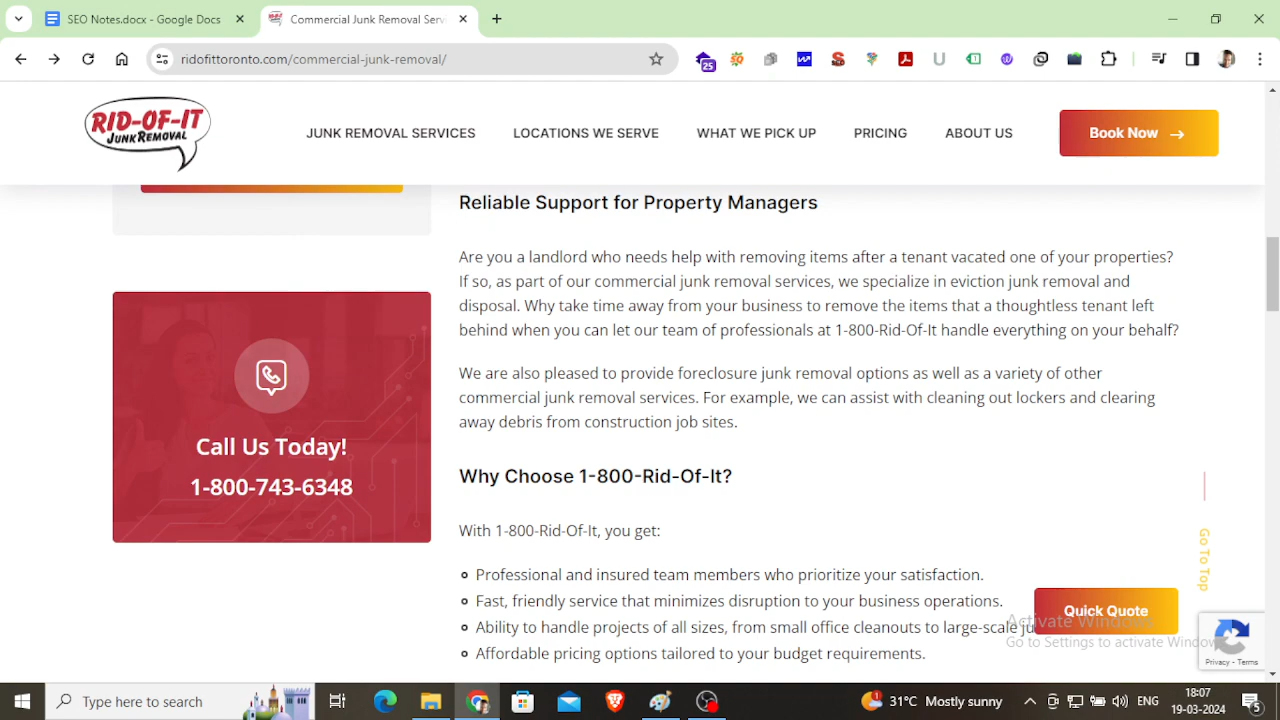 SEO Notes.docx - Google Docs
Commercial Junk Removal Serv
ridofittoronto.com/commercial-junk-removal/
25
RID-OF-IT
JUNK REMOVAL
JUNK REMOVAL SERVICES
LOCATIONS WE SERVE
WHAT WE PICK UP
PRICING
ABOUT US
Book Now
Reliable Support for Property Managers
Are you a landlord who needs help with removing items after a tenant vacated one of your properties?
If so, as part of our commercial junk removal services, we specialize in eviction junk removal and
disposal. Why take time away from your business to remove the items that a thoughtless tenant left
behind when you can let our team of professionals at 1-800-Rid-Of-It handle everything on your behalf?
We are also pleased to provide foreclosure junk removal options as well as a variety of other
commercial junk removal services. For example, we can assist with cleaning out lockers and clearing
away debris from construction job sites.
Call Us Today!
1-800-743-6348
Why Choose 1-800-Rid-Of-It?
With 1-800-Rid-Of-It, you get:
Professional and insured team members who prioritize your satisfaction.
Fast, friendly service that minimizes disruption to your business operations.
Ability to handle projects of all sizes, from small office cleanouts to large-scale ju
Affordable pricing options tailored to your budget requirements.
Go To Top
Quick Quote
Activate Windows
Go to Settings to activate Window
Privacy - Terms
Type here to search
1
31°C Mostly sunny
ENG
18:07
19-03-2024
5